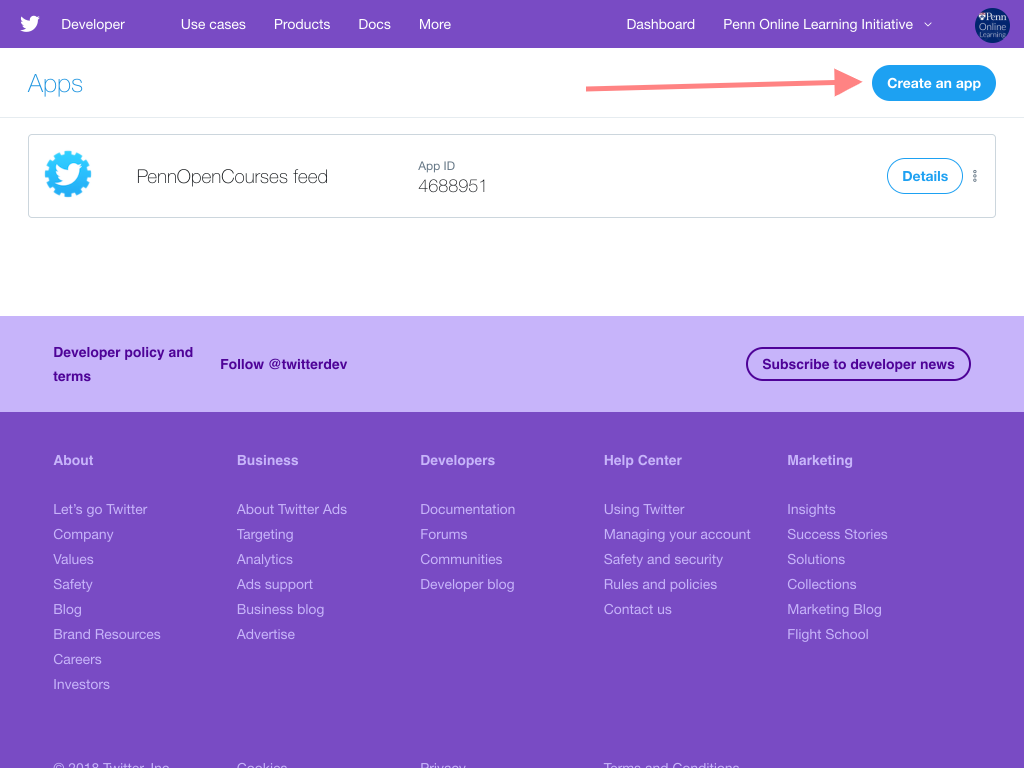 Developer Use cases Products Docs More Dashboard Penn Online Learning Initiative
Penn
Online
Learning
Apps
Create an app
PennOpenCourses feed
App ID
4688951
Details
Developer policy and
terms
Follow @twitterdev
Subscribe to developer news
About Business Developers Help Center Marketing
Let's go Twitter About Twitter Ads Documentation Using Twitter Insights
Company Targeting Forums Managing your account Success Stories
Values Analytics Communities Safety and security Solutions
Safety Ads support Developer blog Rules and policies Collections
Blog Business blog Contact us Marketing Blog
Brand Resources Advertise Flight School
Careers
Investors
© 2018 Twitter, Inc. Cookies Privacy Terms and Conditions